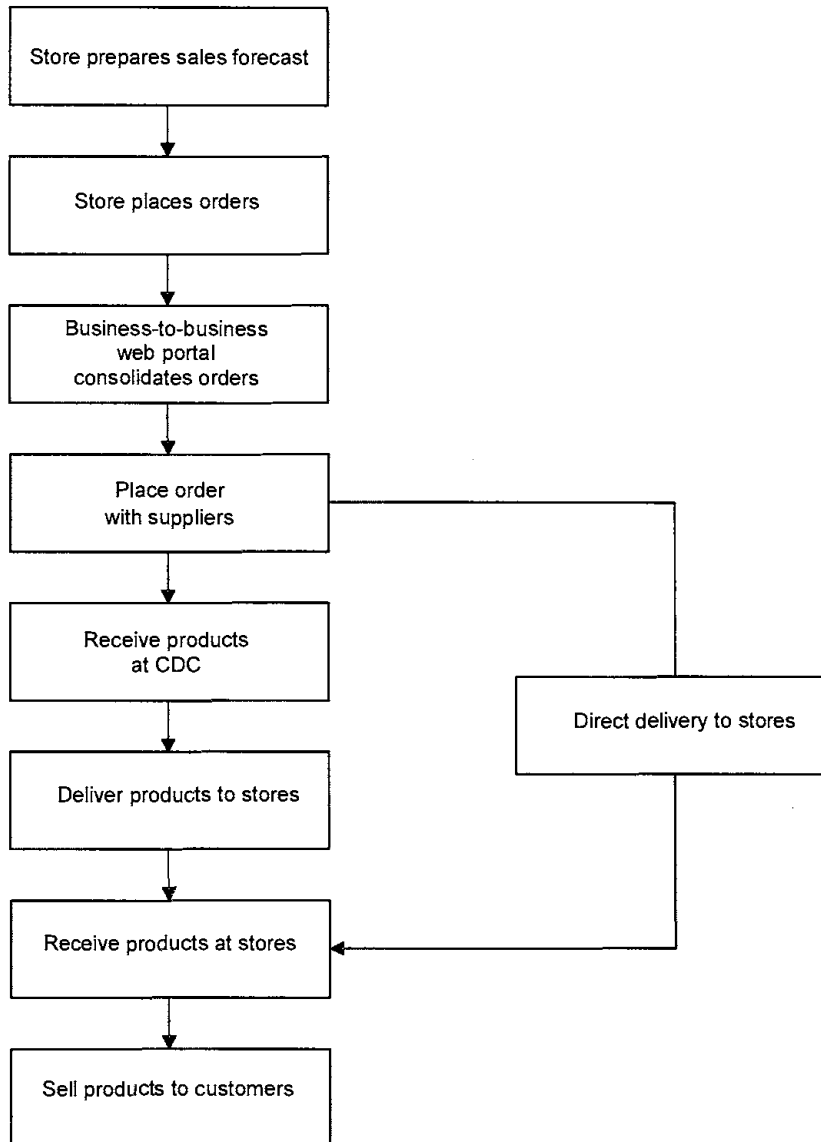 Store prepares sales forecast
Store places orders
Business-to-business
web portal
consolidates orders
Place order
with suppliers
Receive products
at CDC
Direct delivery to stores
Deliver products to stores
Receive products at stores
Sell products to customers